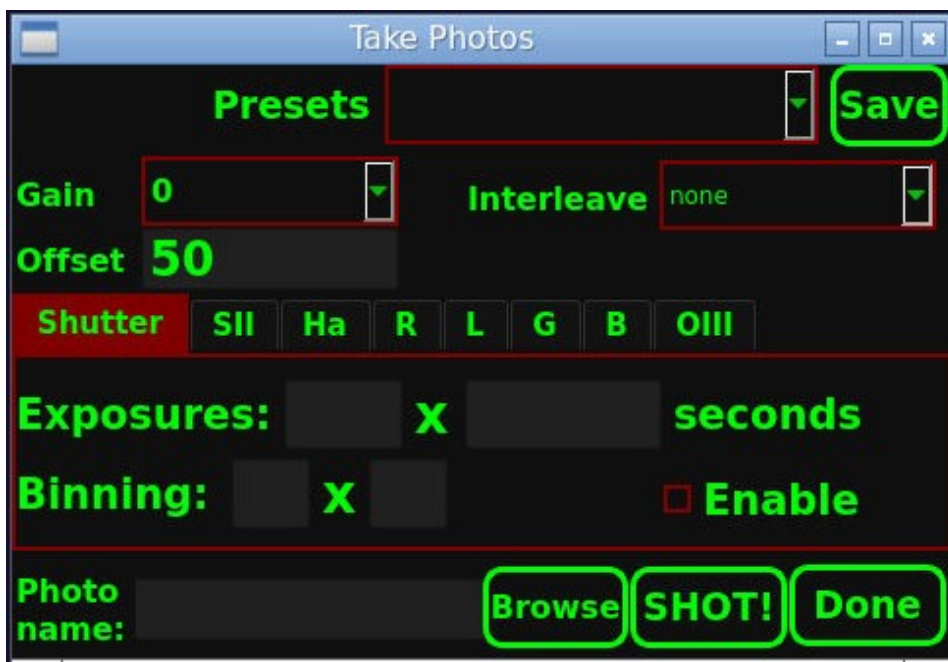 Take Photos
Presets Save
Gain 0 Interleave none
Offset 50
Shutter SII Ha R L G B OIII
Exposures: x seconds
Binning: x Enable
Photo
name: Browse SHOT! Done